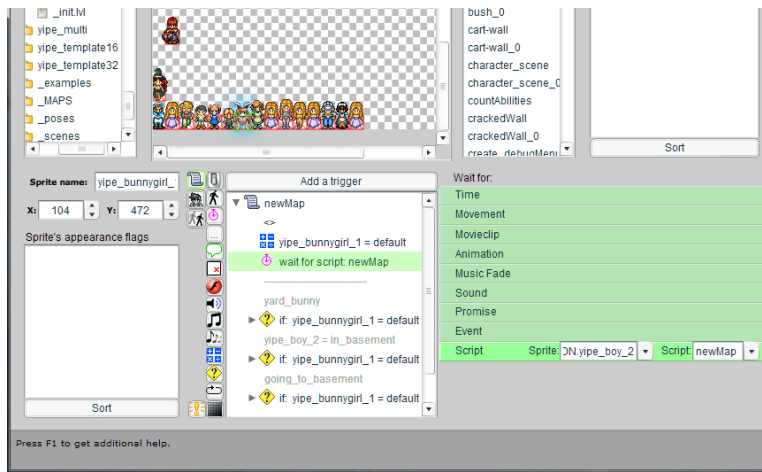 _init.lvl
yipe_multi
yipe_template16
yipe_template32
_examples
_MAPS
_poses
_scenes
bush_0
cart-wall
cart-wall_0
character_scene
character_scene_0
countAbilities
crackedWall
crackedWall_0
create_debugMenu
Sort
Sprite name: yipe_bunnygirl_
X: 104 Y: 472
Sprite's appearance flags
Sort
Add a trigger
newMap
<>
yipe_bunnygirl_1 = default
wait for script: newMap
yard_bunny
if: yipe_bunnygirl_1 = default
yipe_boy_2 = in_basement
if: yipe_bunnygirl_1 = default
going_to_basement
if: yipe_bunnygirl_1 = default
Wait for:
Time
Movement
Movieclip
Animation
Music Fade
Sound
Promise
Event
Script Sprite: ON.yipe_boy_2 Script: newMap
Press F1 to get additional help.